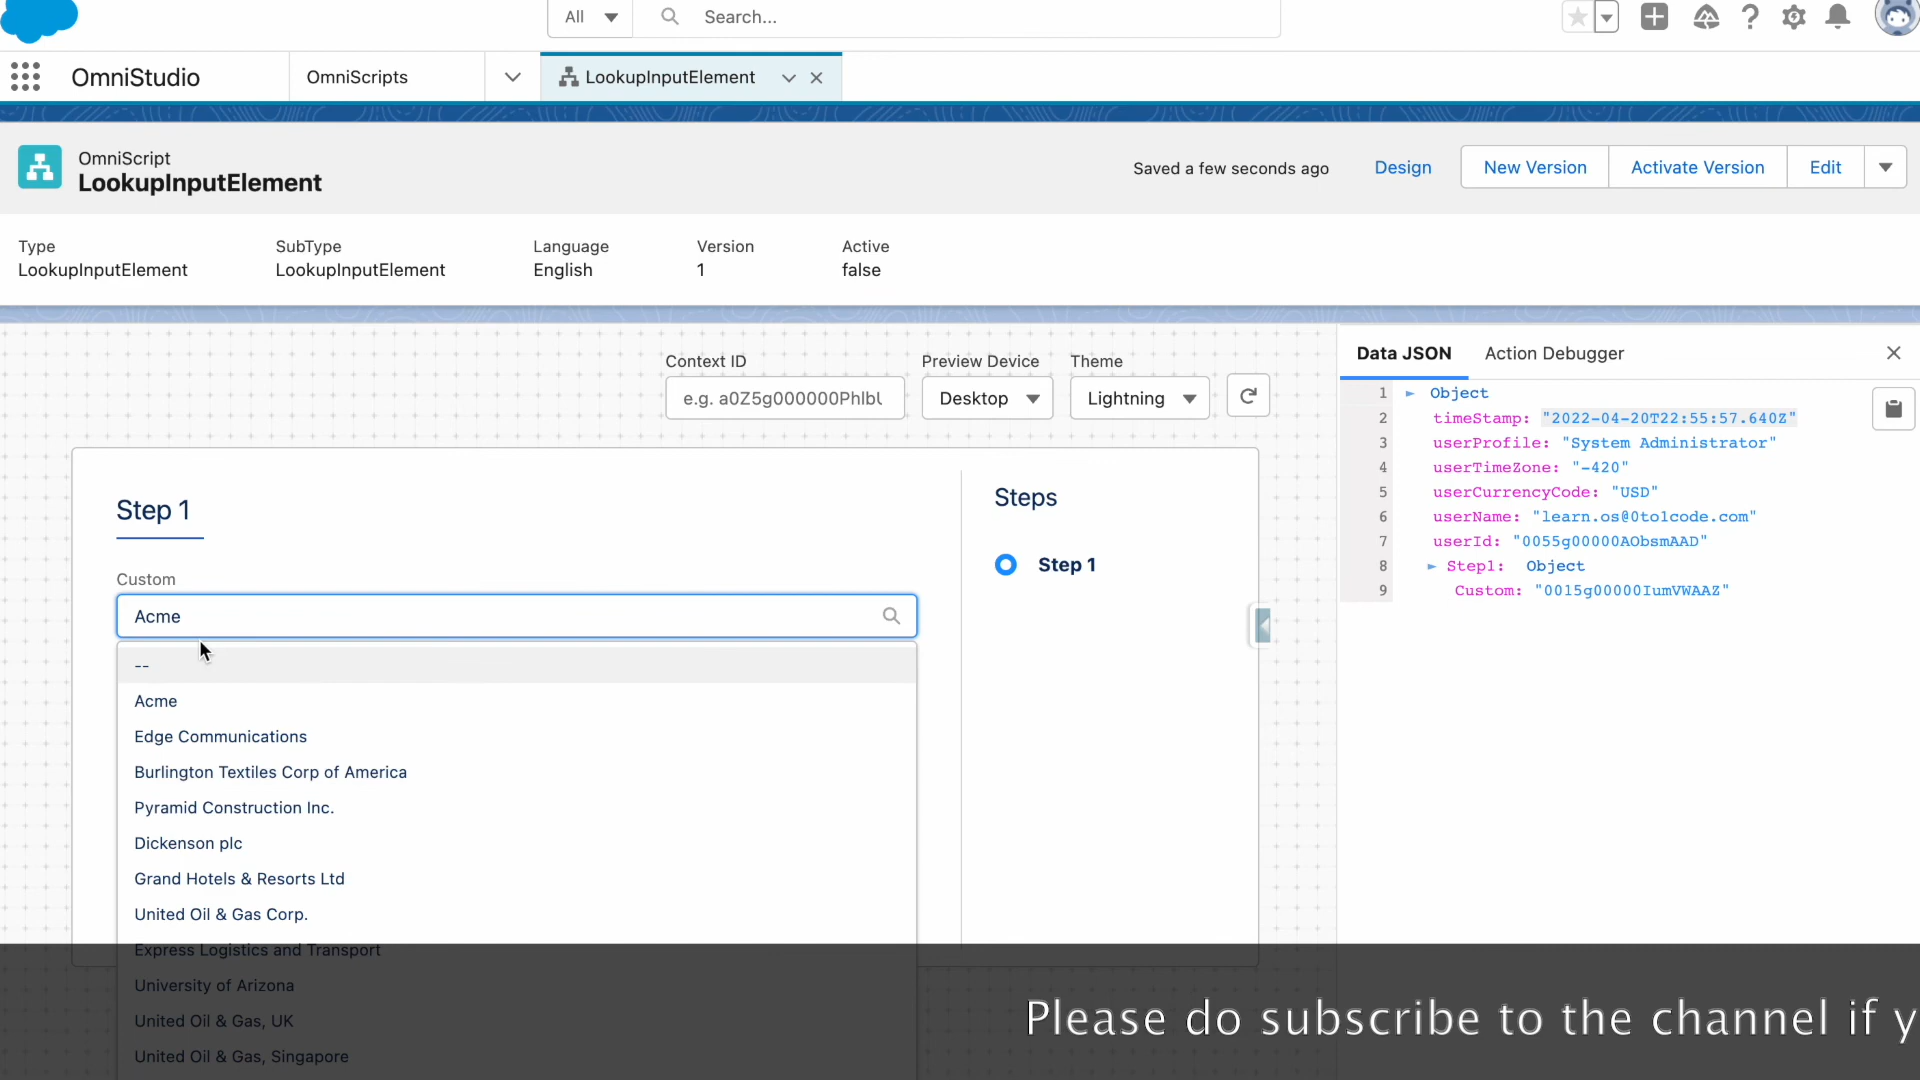 All
Search...
OmniStudio
OmniScripts
LookupInputElement
OmniScript
LookupInputElement
Saved a few seconds ago
Design
New Version
Activate Version
Edit
Type
SubType
Language
Version
Active
LookupInputElement
LookupInputElement
English
1
false
Context ID
Preview Device
Theme
e.g. a0Z5g000000PhIbU
Desktop
Lightning
Step 1
Custom
Acme
--
Acme
Edge Communications
Burlington Textiles Corp of America
Pyramid Construction Inc.
Dickenson plc
Grand Hotels & Resorts Ltd
United Oil & Gas Corp.
Express Logistics and Transport
University of Arizona
United Oil & Gas, UK
United Oil & Gas, Singapore
Steps
Step 1
Data JSON
Action Debugger
1 Object
2 timeStamp: "2022-04-20T22:55:57.640Z"
3 userProfile: "System Administrator"
4 userTimeZone: "-420"
5 userCurrencyCode: "USD"
6 userName: "learn.os@0to1code.com"
7 userId: "0055g00000AObsmAAD"
8 Step1: Object
9 Custom: "0015g00000IumVWAAZ"
Please do subscribe to the channel if y